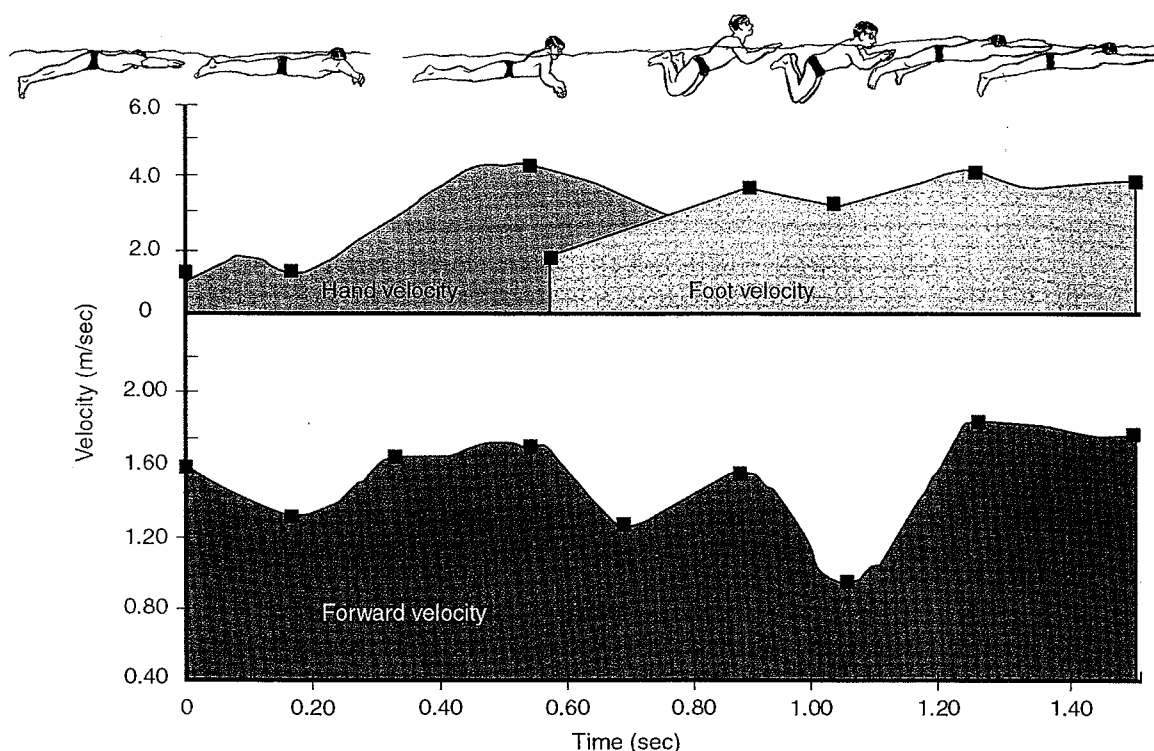 6.0
4.0
2.0
Hand velocity
Foot velocity
0
Velocity (m/sec)
2.00
1.60
1.20
0.80
Forward velocity
0.40
0 0.20 0.40 0.60 0.80 1.00 1.20 1.40
Time (sec)